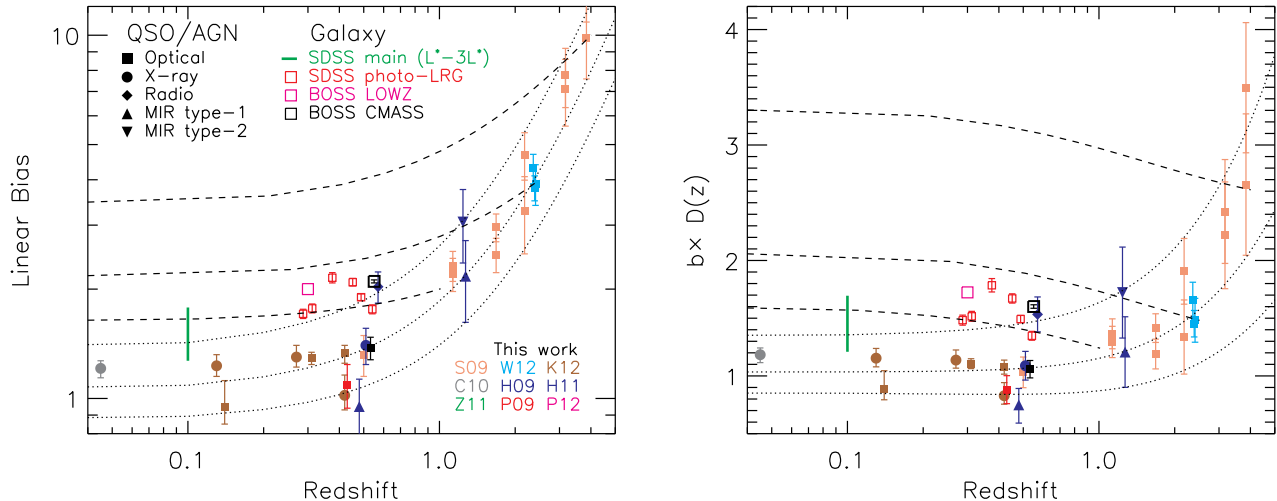 10
1
0.1
1.0
Linear Bias
Redshift
QSO/AGN
Optical
X-ray
Radio
MIR type-1
MIR type-2
Galaxy
SDSS main (L*-3L*)
SDSS photo-LRG
BOSS LOWZ
BOSS CMASS
This work
S09 W12 K12
C10 H09 H11
Z11 P09 P12
4
3
2
1
0.1
1.0
b× D(z)
Redshift